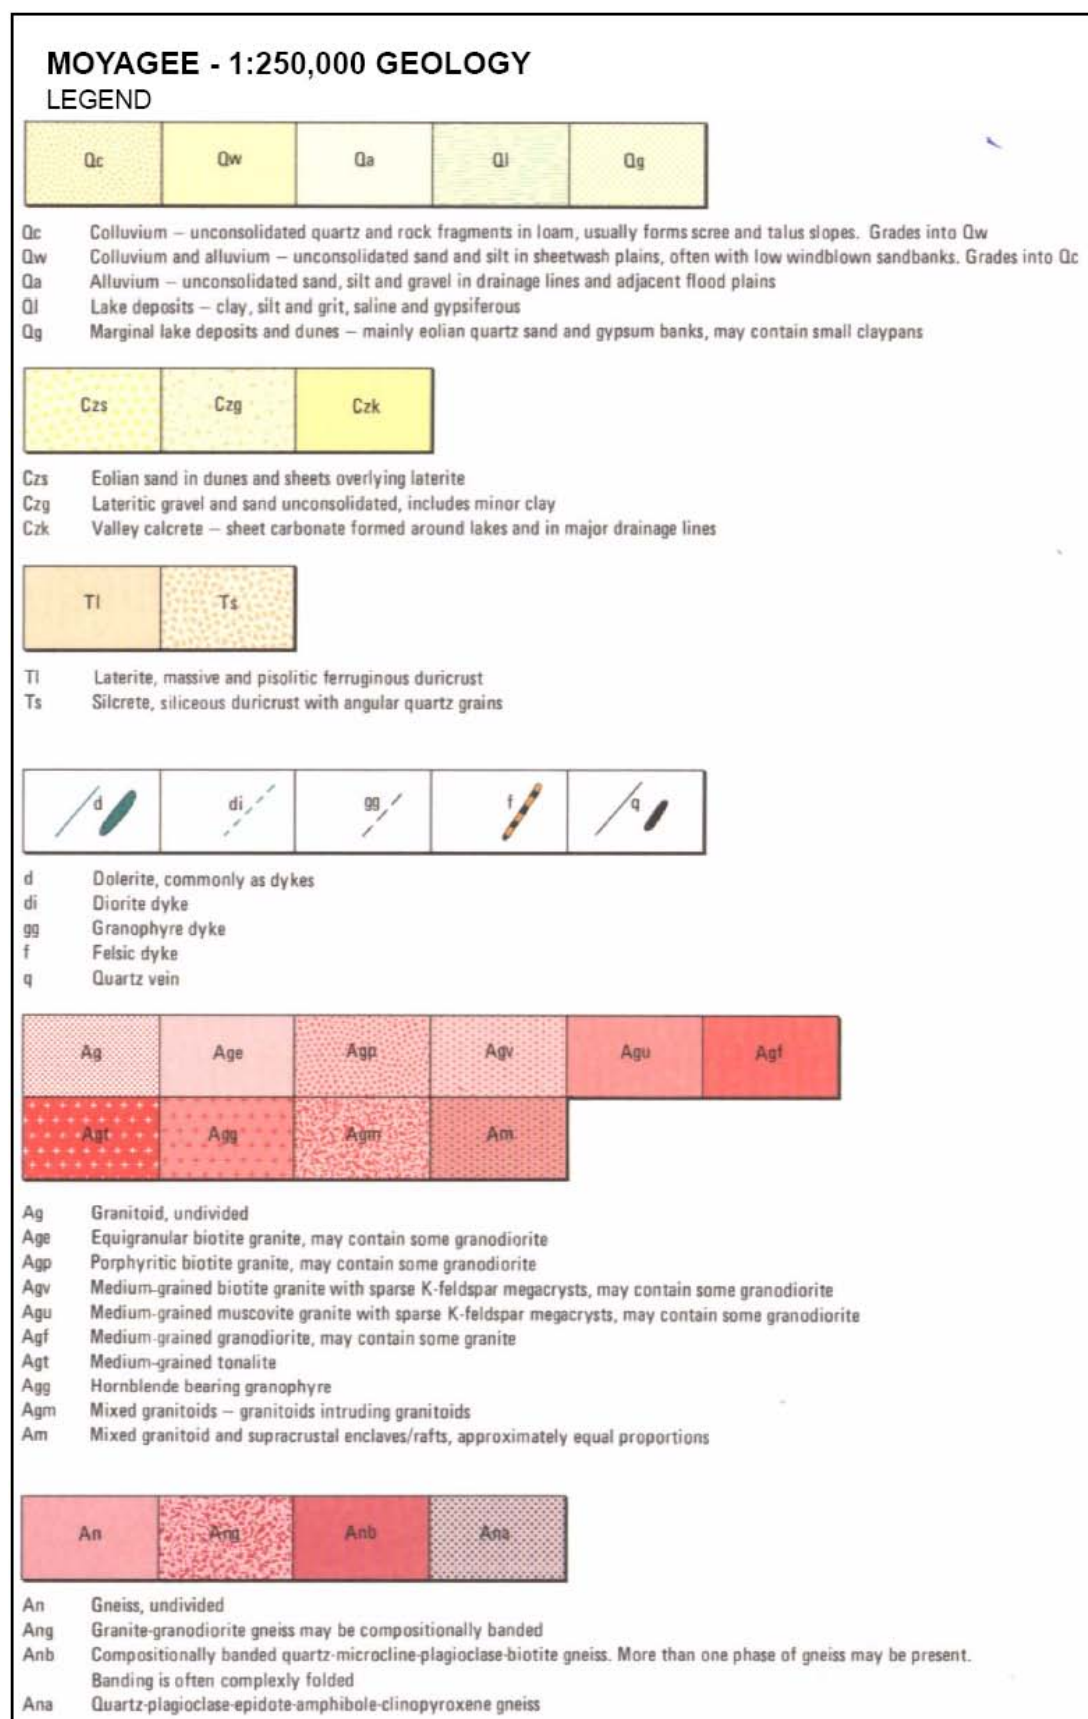 MOYAGEE - 1:250,000 GEOLOGY
LEGEND
Qc Qw Qa Ql Qg
Qc Colluvium – unconsolidated quartz and rock fragments in loam, usually forms scree and talus slopes. Grades into Qw
Qw Colluvium and alluvium – unconsolidated sand and silt in sheetwash plains, often with low windblown sandbanks. Grades into Qc
Qa Alluvium – unconsolidated sand, silt and gravel in drainage lines and adjacent flood plains
Ql Lake deposits – clay, silt and grit, saline and gypsiferous
Qg Marginal lake deposits and dunes – mainly eolian quartz sand and gypsum banks, may contain small claypans
Czs Czg Czk
Czs Eolian sand in dunes and sheets overlying laterite
Czg Lateritic gravel and sand unconsolidated, includes minor clay
Czk Valley calcrete – sheet carbonate formed around lakes and in major drainage lines
Tl Ts
Tl Laterite, massive and pisolitic ferruginous duricrust
Ts Silcrete, siliceous duricrust with angular quartz grains
d di gg f q
d Dolerite, commonly as dykes
di Diorite dyke
gg Granophyre dyke
f Felsic dyke
q Quartz vein
Ag Age Agp Agv Agu Agf
Agt Agg Agm Am
Ag Granitoid, undivided
Age Equigranular biotite granite, may contain some granodiorite
Agp Porphyritic biotite granite, may contain some granodiorite
Agv Medium-grained biotite granite with sparse K-feldspar megacrysts, may contain some granodiorite
Agu Medium-grained muscovite granite with sparse K-feldspar megacrysts, may contain some granodiorite
Agf Medium-grained granodiorite, may contain some granite
Agt Medium-grained tonalite
Agg Hornblende bearing granophyre
Agm Mixed granitoids – granitoids intruding granitoids
Am Mixed granitoid and supracrustal enclaves/rafts, approximately equal proportions
An Ang Anb Ana
An Gneiss, undivided
Ang Granite-granodiorite gneiss may be compositionally banded
Anb Compositionally banded quartz-microcline-plagioclase-biotite gneiss. More than one phase of gneiss may be present.
Banding is often complexly folded
Ana Quartz-plagioclase-epidote-amphibole-clinopyroxene gneiss